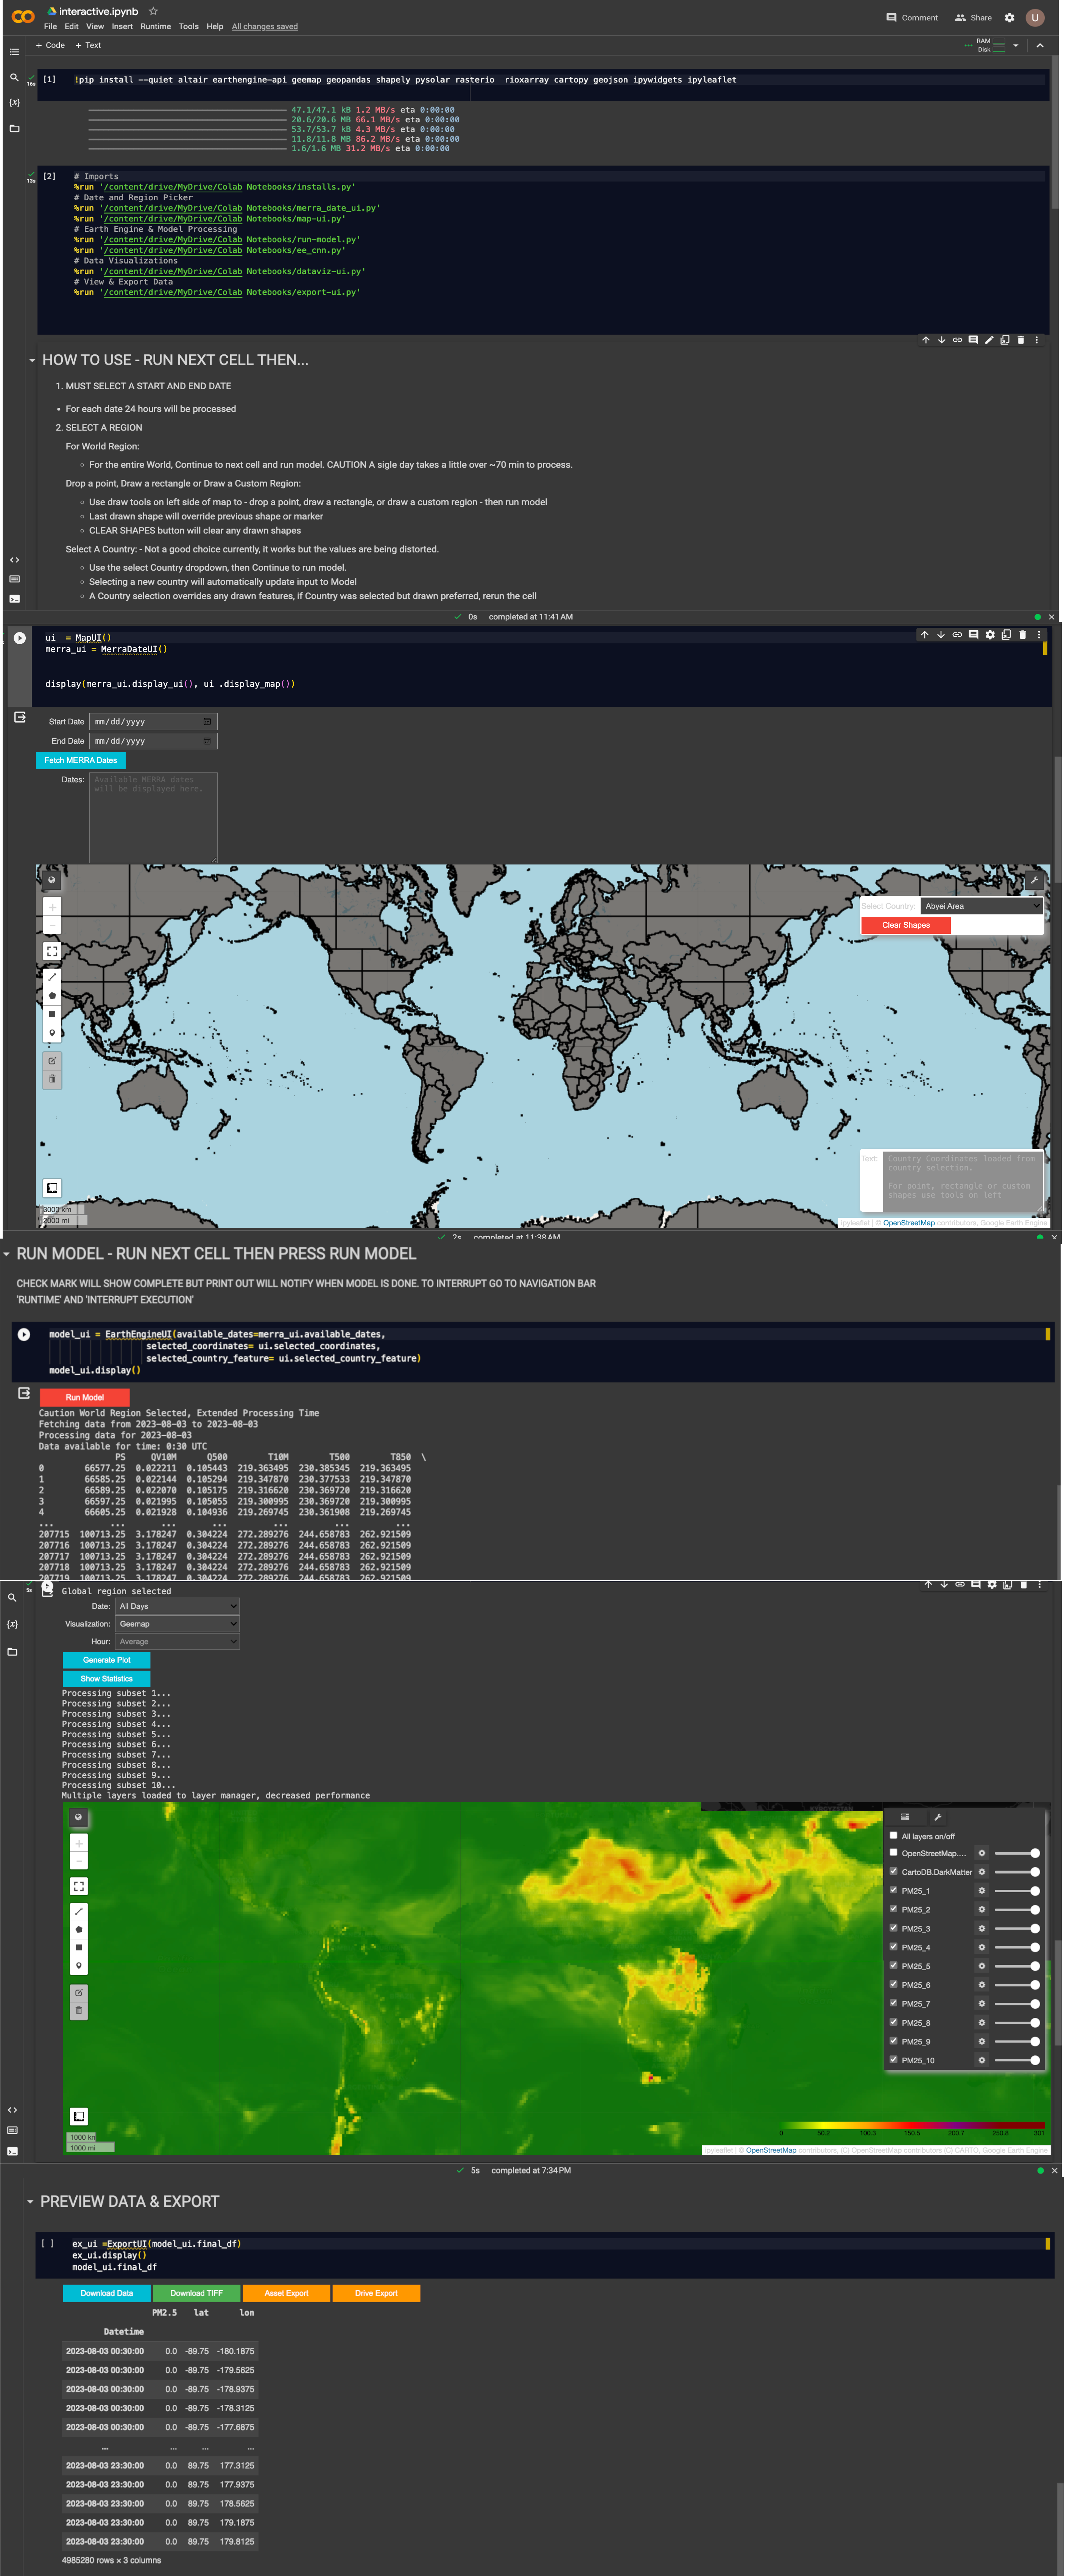 interactive.ipynb
File Edit View Insert Runtime Tools Help All changes saved
Comment Share U
+ Code + Text
RAM
Disk
[1] !pip install --quiet altair earthengine-api geemap geopandas shapely pysolar rasterio rioxarray cartopy geojson ipywidgets ipyleaflet
16s
47.1/47.1 kB 1.2 MB/s eta 0:00:00
20.6/20.6 MB 66.1 MB/s eta 0:00:00
53.7/53.7 kB 4.3 MB/s eta 0:00:00
11.8/11.8 MB 86.2 MB/s eta 0:00:00
1.6/1.6 MB 31.2 MB/s eta 0:00:00
[2] # Imports
13s
%run '/content/drive/MyDrive/Colab Notebooks/installs.py'
# Date and Region Picker
%run '/content/drive/MyDrive/Colab Notebooks/merra_date_ui.py'
%run '/content/drive/MyDrive/Colab Notebooks/map-ui.py'
# Earth Engine & Model Processing
%run '/content/drive/MyDrive/Colab Notebooks/run-model.py'
%run '/content/drive/MyDrive/Colab Notebooks/ee_cnn.py'
# Data Visualizations
%run '/content/drive/MyDrive/Colab Notebooks/dataviz-ui.py'
# View & Export Data
%run '/content/drive/MyDrive/Colab Notebooks/export-ui.py'
HOW TO USE - RUN NEXT CELL THEN...
1. MUST SELECT A START AND END DATE
• For each date 24 hours will be processed
2. SELECT A REGION
For World Region:
For the entire World, Continue to next cell and run model. CAUTION A sigle day takes a little over ~70 min to process.
Drop a point, Draw a rectangle or Draw a Custom Region:
Use draw tools on left side of map to - drop a point, draw a rectangle, or draw a custom region - then run model
Last drawn shape will override previous shape or marker
CLEAR SHAPES button will clear any drawn shapes
Select A Country: - Not a good choice currently, it works but the values are being distorted.
Use the select Country dropdown, then Continue to run model.
Selecting a new country will automatically update input to Model
A Country selection overrides any drawn features, if Country was selected but drawn preferred, rerun the cell
0s completed at 11:41 AM
ui = MapUI()
merra_ui = MerraDateUI()
display(merra_ui.display_ui(), ui .display_map())
Start Date mm/dd/yyyy
End Date mm/dd/yyyy
Fetch MERRA Dates
Dates: Available MERRA dates
will be displayed here.
Select Country: Abyei Area
Clear Shapes
Text: Country Coordinates loaded from
country selection.
For point, rectangle or custom
shapes use tools on left
3000 km
2000 mi
ipyleaflet | © OpenStreetMap contributors, Google Earth Engine
2s completed at 11:38 AM
RUN MODEL - RUN NEXT CELL THEN PRESS RUN MODEL
CHECK MARK WILL SHOW COMPLETE BUT PRINT OUT WILL NOTIFY WHEN MODEL IS DONE. TO INTERRUPT GO TO NAVIGATION BAR
'RUNTIME' AND 'INTERRUPT EXECUTION'
model_ui = EarthEngineUI(available_dates=merra_ui.available_dates,
selected_coordinates= ui.selected_coordinates,
selected_country_feature= ui.selected_country_feature)
model_ui.display()
Run Model
Caution World Region Selected, Extended Processing Time
Fetching data from 2023-08-03 to 2023-08-03
Processing data for 2023-08-03
Data available for time: 0:30 UTC
PS QV10M Q500 T10M T500 T850 \
0 66577.25 0.022211 0.105443 219.363495 230.385345 219.363495
1 66585.25 0.022144 0.105294 219.347870 230.377533 219.347870
2 66589.25 0.022070 0.105175 219.316620 230.369720 219.316620
3 66597.25 0.021995 0.105055 219.300995 230.369720 219.300995
4 66605.25 0.021928 0.104936 219.269745 230.361908 219.269745
... ... ... ... ... ... ...
207715 100713.25 3.178247 0.304224 272.289276 244.658783 262.921509
207716 100713.25 3.178247 0.304224 272.289276 244.658783 262.921509
207717 100713.25 3.178247 0.304224 272.289276 244.658783 262.921509
207718 100713.25 3.178247 0.304224 272.289276 244.658783 262.921509
207719 100713.25 3.178247 0.304224 272.289276 244.658783 262.921509
5s
Global region selected
Date: All Days
Visualization: Geemap
Hour: Average
Generate Plot
Show Statistics
Processing subset 1...
Processing subset 2...
Processing subset 3...
Processing subset 4...
Processing subset 5...
Processing subset 6...
Processing subset 7...
Processing subset 8...
Processing subset 9...
Processing subset 10...
Multiple layers loaded to layer manager, decreased performance
All layers on/off
OpenStreetMap....
CartoDB.DarkMatter
PM25_1
PM25_2
PM25_3
PM25_4
PM25_5
PM25_6
PM25_7
PM25_8
PM25_9
PM25_10
1000 km
1000 mi
0 50.2 100.3 150.5 200.7 250.8 301
ipyleaflet | © OpenStreetMap contributors, (C) OpenStreetMap contributors (C) CARTO, Google Earth Engine
5s completed at 7:34 PM
PREVIEW DATA & EXPORT
[ ] ex_ui =ExportUI(model_ui.final_df)
ex_ui.display()
model_ui.final_df
Download Data Download TIFF Asset Export Drive Export
PM2.5 lat lon
Datetime
2023-08-03 00:30:00 0.0 -89.75 -180.1875
2023-08-03 00:30:00 0.0 -89.75 -179.5625
2023-08-03 00:30:00 0.0 -89.75 -178.9375
2023-08-03 00:30:00 0.0 -89.75 -178.3125
2023-08-03 00:30:00 0.0 -89.75 -177.6875
... ... ... ...
2023-08-03 23:30:00 0.0 89.75 177.3125
2023-08-03 23:30:00 0.0 89.75 177.9375
2023-08-03 23:30:00 0.0 89.75 178.5625
2023-08-03 23:30:00 0.0 89.75 179.1875
2023-08-03 23:30:00 0.0 89.75 179.8125
4985280 rows × 3 columns